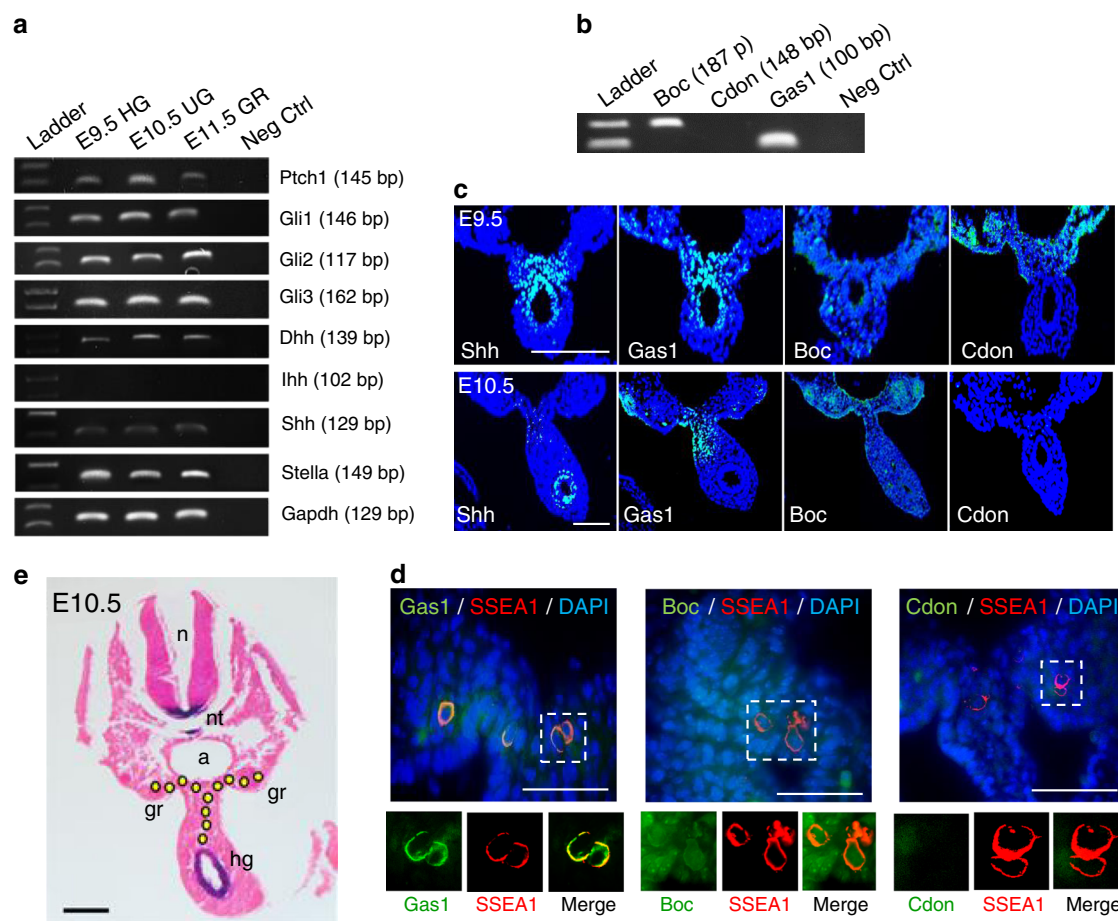 a
Ladder
E9.5 HG
E10.5 UG
E11.5 GR
Neg Ctrl
Ptch1 (145 bp)
Gli1 (146 bp)
Gli2 (117 bp)
Gli3 (162 bp)
Dhh (139 bp)
Ihh (102 bp)
Shh (129 bp)
Stella (149 bp)
Gapdh (129 bp)
b
Ladder
Boc (187 p)
Cdon (148 bp)
Gas1 (100 bp)
Neg Ctrl
c
E9.5
Shh
Gas1
Boc
Cdon
E10.5
Shh
Gas1
Boc
Cdon
e
E10.5
n
nt
a
gr
gr
hg
d
Gas1 / SSEA1 / DAPI
Boc / SSEA1 / DAPI
Cdon / SSEA1 / DAPI
Gas1 SSEA1 Merge
Boc SSEA1 Merge
Cdon SSEA1 Merge